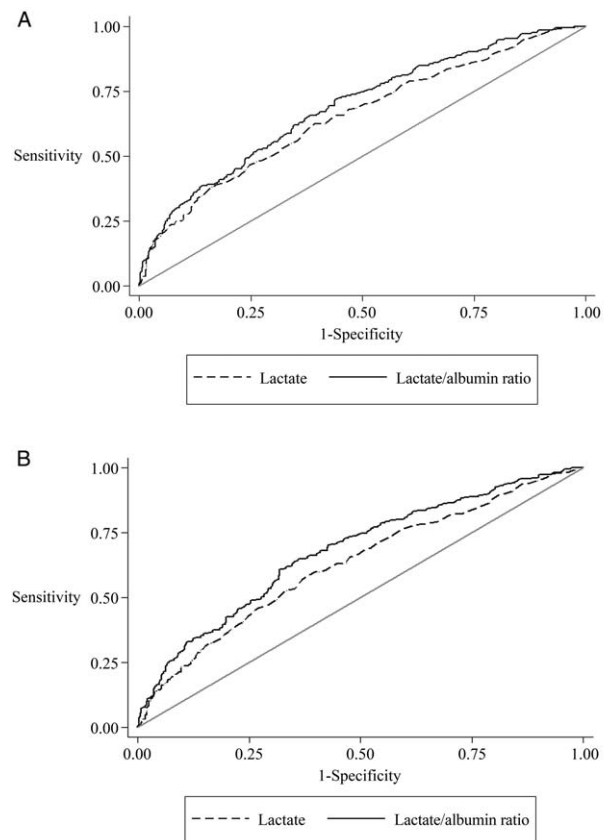 A
1.00
0.75
Sensitivity 0.50
0.25
0.00
0.00 0.25 0.50 0.75 1.00
1-Specificity
Lactate Lactate/albumin ratio
B
1.00
0.75
Sensitivity 0.50
0.25
0.00
0.00 0.25 0.50 0.75 1.00
1-Specificity
Lactate Lactate/albumin ratio